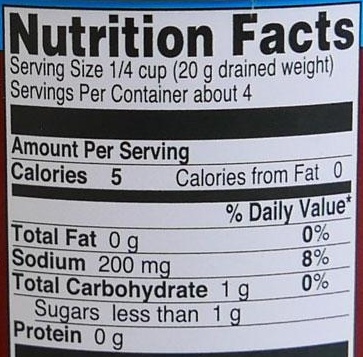 Nutrition Facts
Serving Size 1/4 cup (20 g drained weight)
Servings Per Container about 4
Amount Per Serving
Calories 5 Calories from Fat 0
% Daily Value*
Total Fat 0 g 0%
Sodium 200 mg 8%
Total Carbohydrate 1 g 0%
Sugars less than 1 g
Protein 0 g